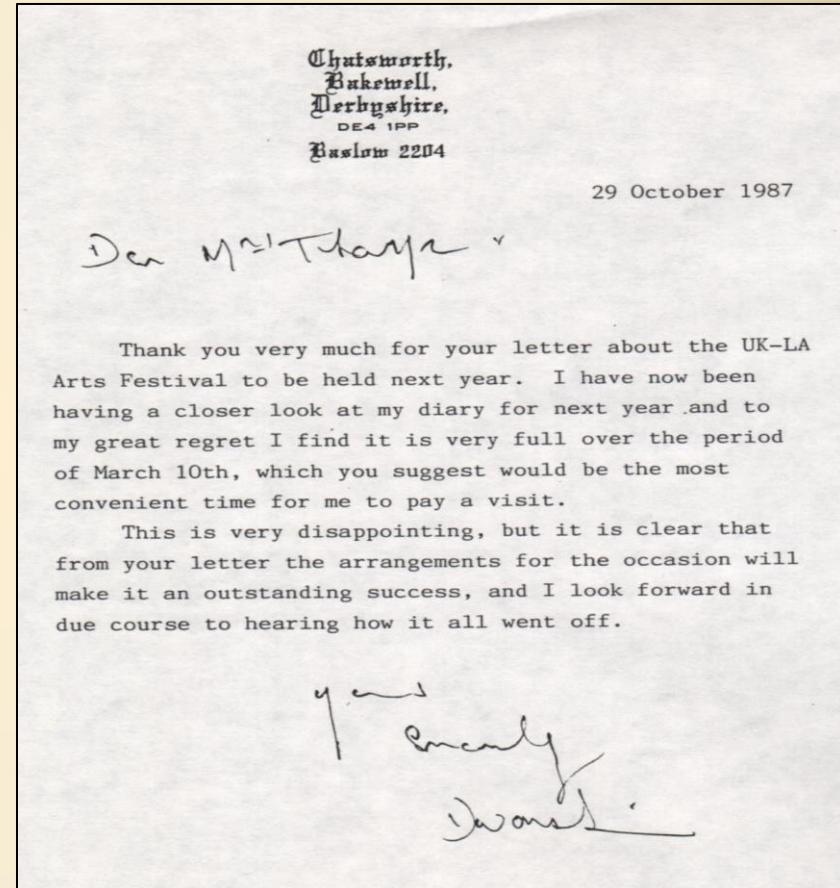 Chatsworth,
Bakewell,
Derbyshire,
DE4 1PP
Baslow 2204
29 October 1987
Dear Mrs Tharp
Thank you very much for your letter about the UK-LA
Arts Festival to be held next year. I have now been
having a closer look at my diary for next year and to
my great regret I find it is very full over the period
of March 10th, which you suggest would be the most
convenient time for me to pay a visit.
This is very disappointing, but it is clear that
from your letter the arrangements for the occasion will
make it an outstanding success, and I look forward in
due course to hearing how it all went off.
Yours
Sincerely